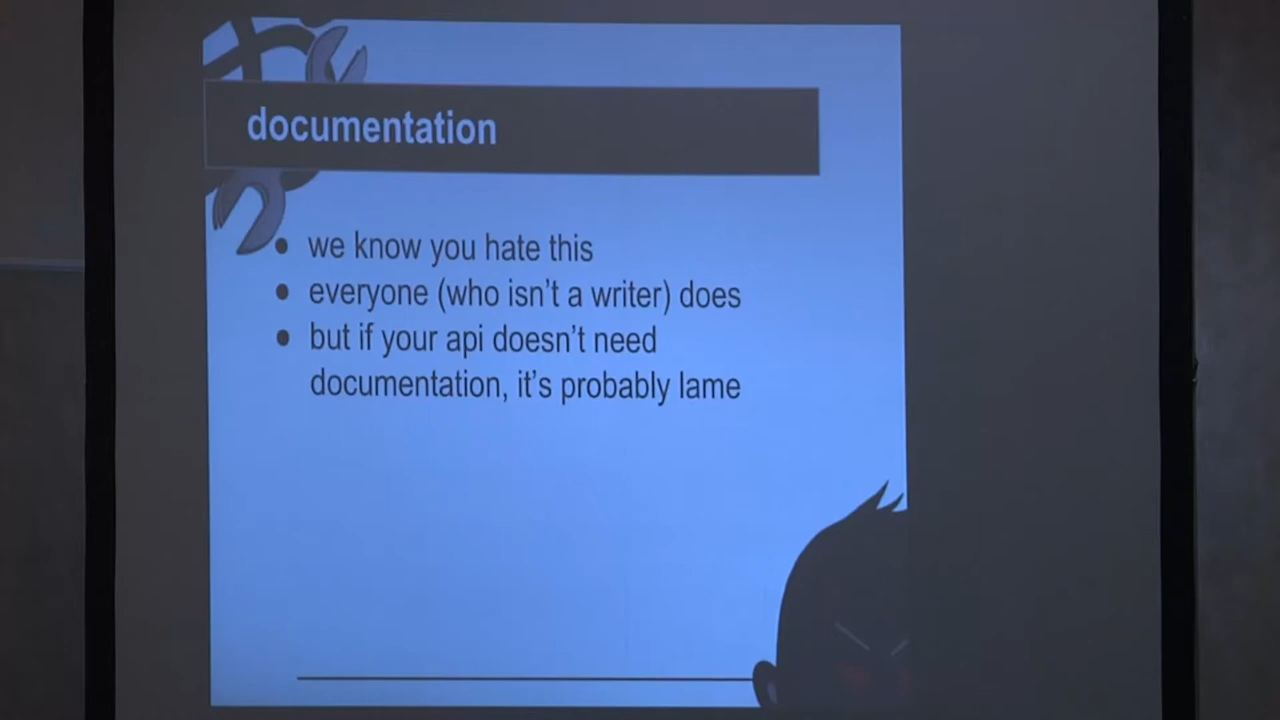 documentation
we know you hate this
everyone (who isn't a writer) does
but if your api doesn't need
documentation, it's probably lame